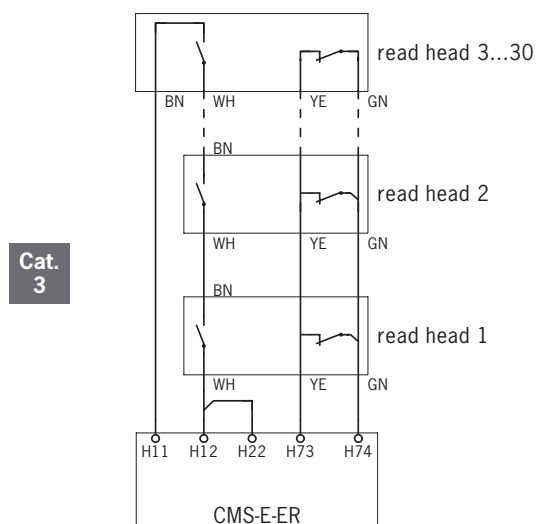 read head 3...30
BN WH YE GN
BN
read head 2
WH YE GN
Cat.
3
BN
read head 1
WH YE GN
H11 H12 H22 H73 H74
CMS-E-ER